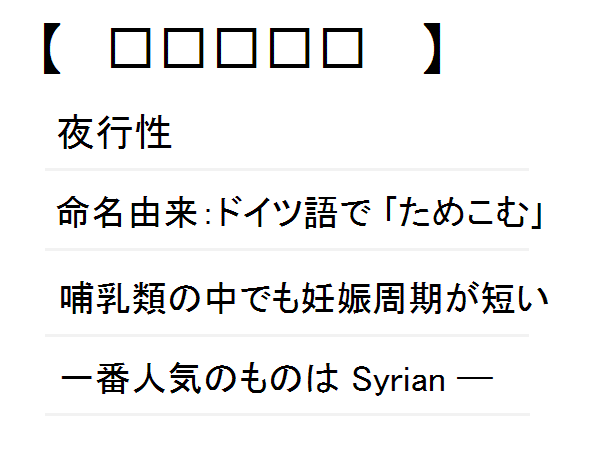 【 □□□□□ 】
夜行性
命名由来：ドイツ語で「ためこむ」
哺乳類の中でも妊娠周期が短い
一番人気のものは Syrian ―